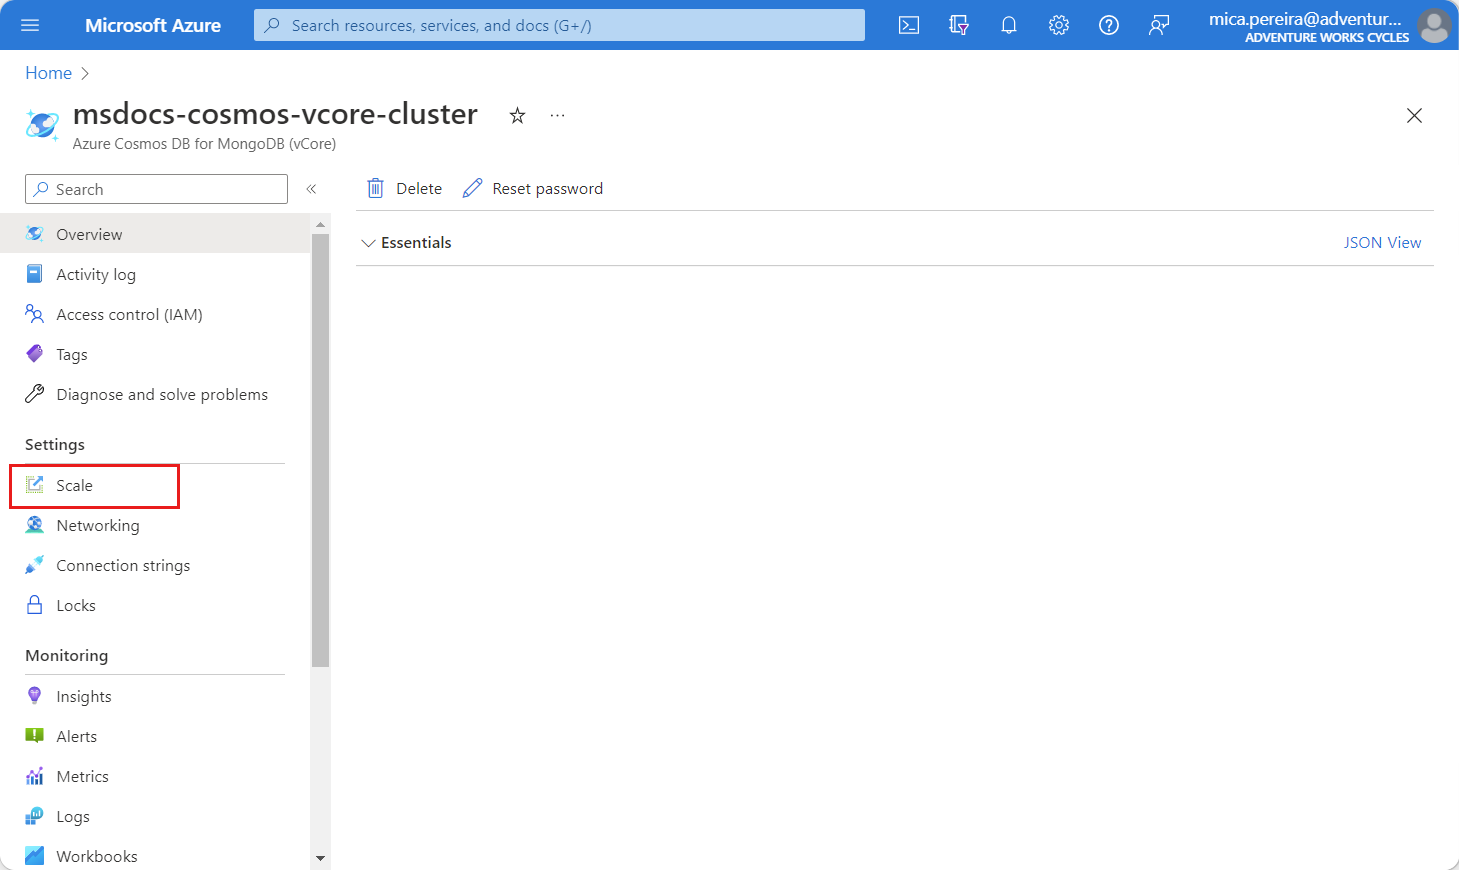 Microsoft Azure
Search resources, services, and docs (G+/)
mica.pereira@adventur...
ADVENTURE WORKS CYCLES
Home
msdocs-cosmos-vcore-cluster
Azure Cosmos DB for MongoDB (vCore)
Search
Delete
Reset password
Essentials
JSON View
Overview
Activity log
Access control (IAM)
Tags
Diagnose and solve problems
Settings
Scale
Networking
Connection strings
Locks
Monitoring
Insights
Alerts
Metrics
Logs
Workbooks